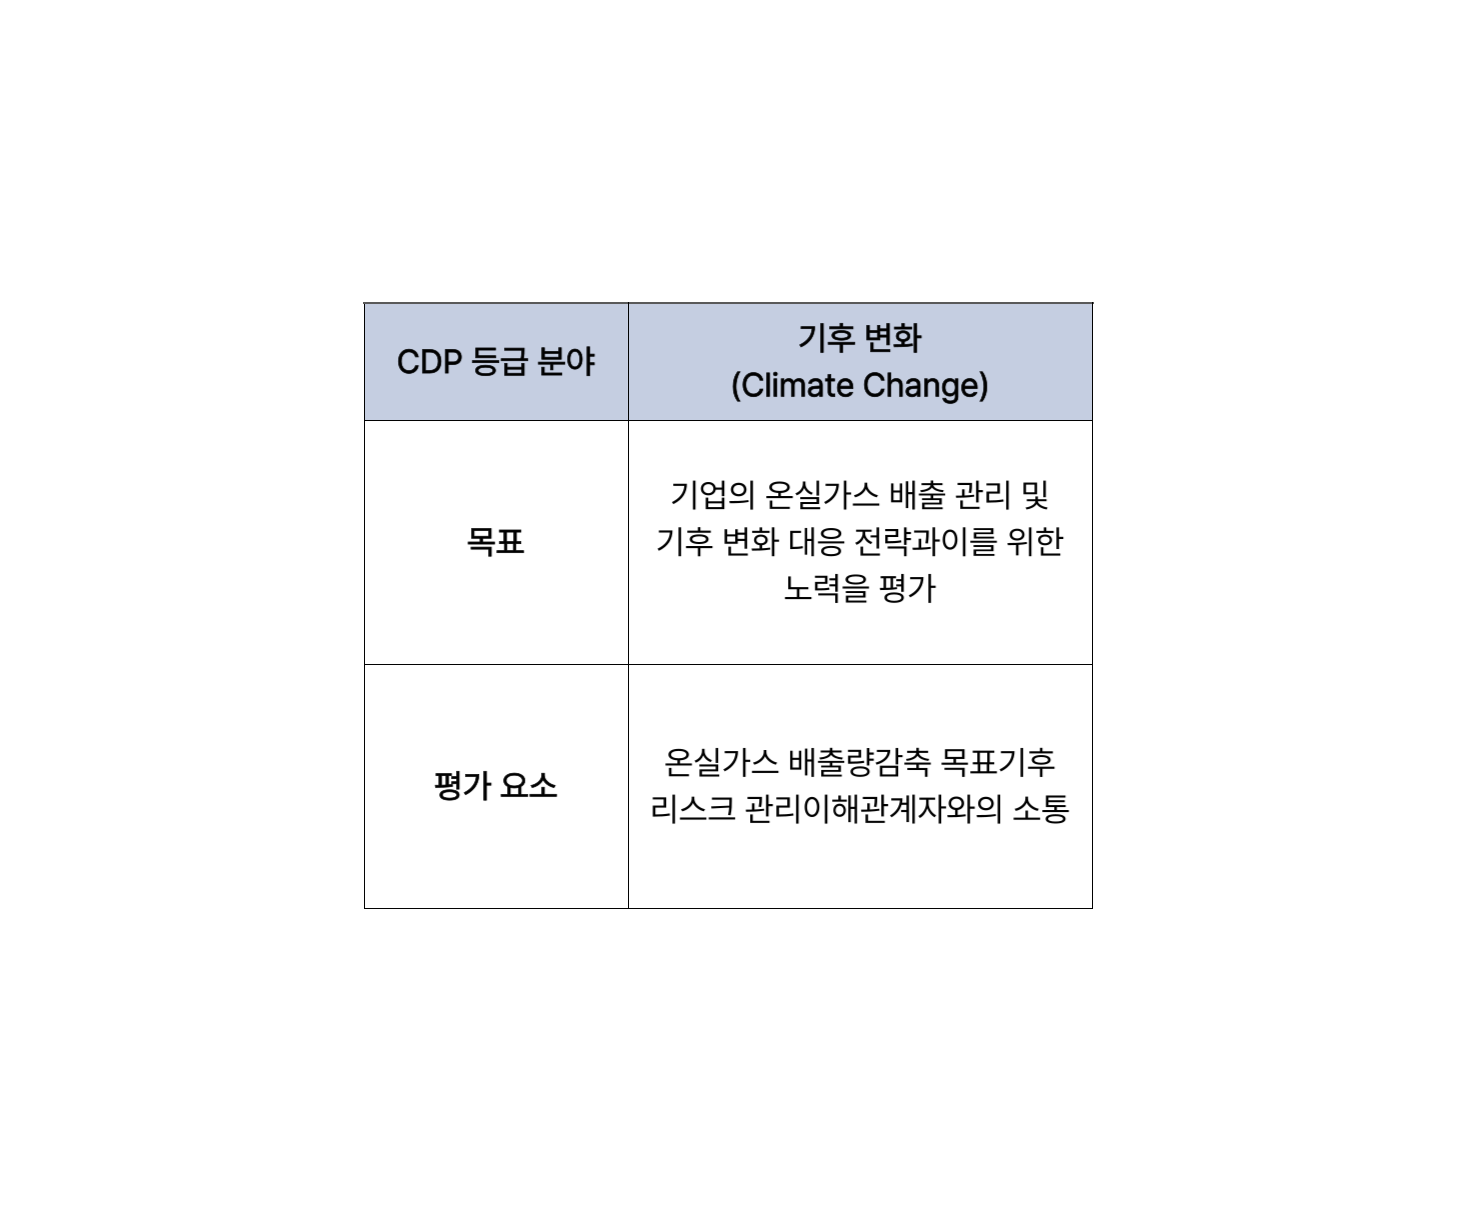 CDP 등급 분야
기후 변화
(Climate Change)
목표
기업의 온실가스 배출 관리 및
기후 변화 대응 전략과이를 위한
노력을 평가
평가 요소
온실가스 배출량감축 목표기후
리스크 관리이해관계자와의 소통